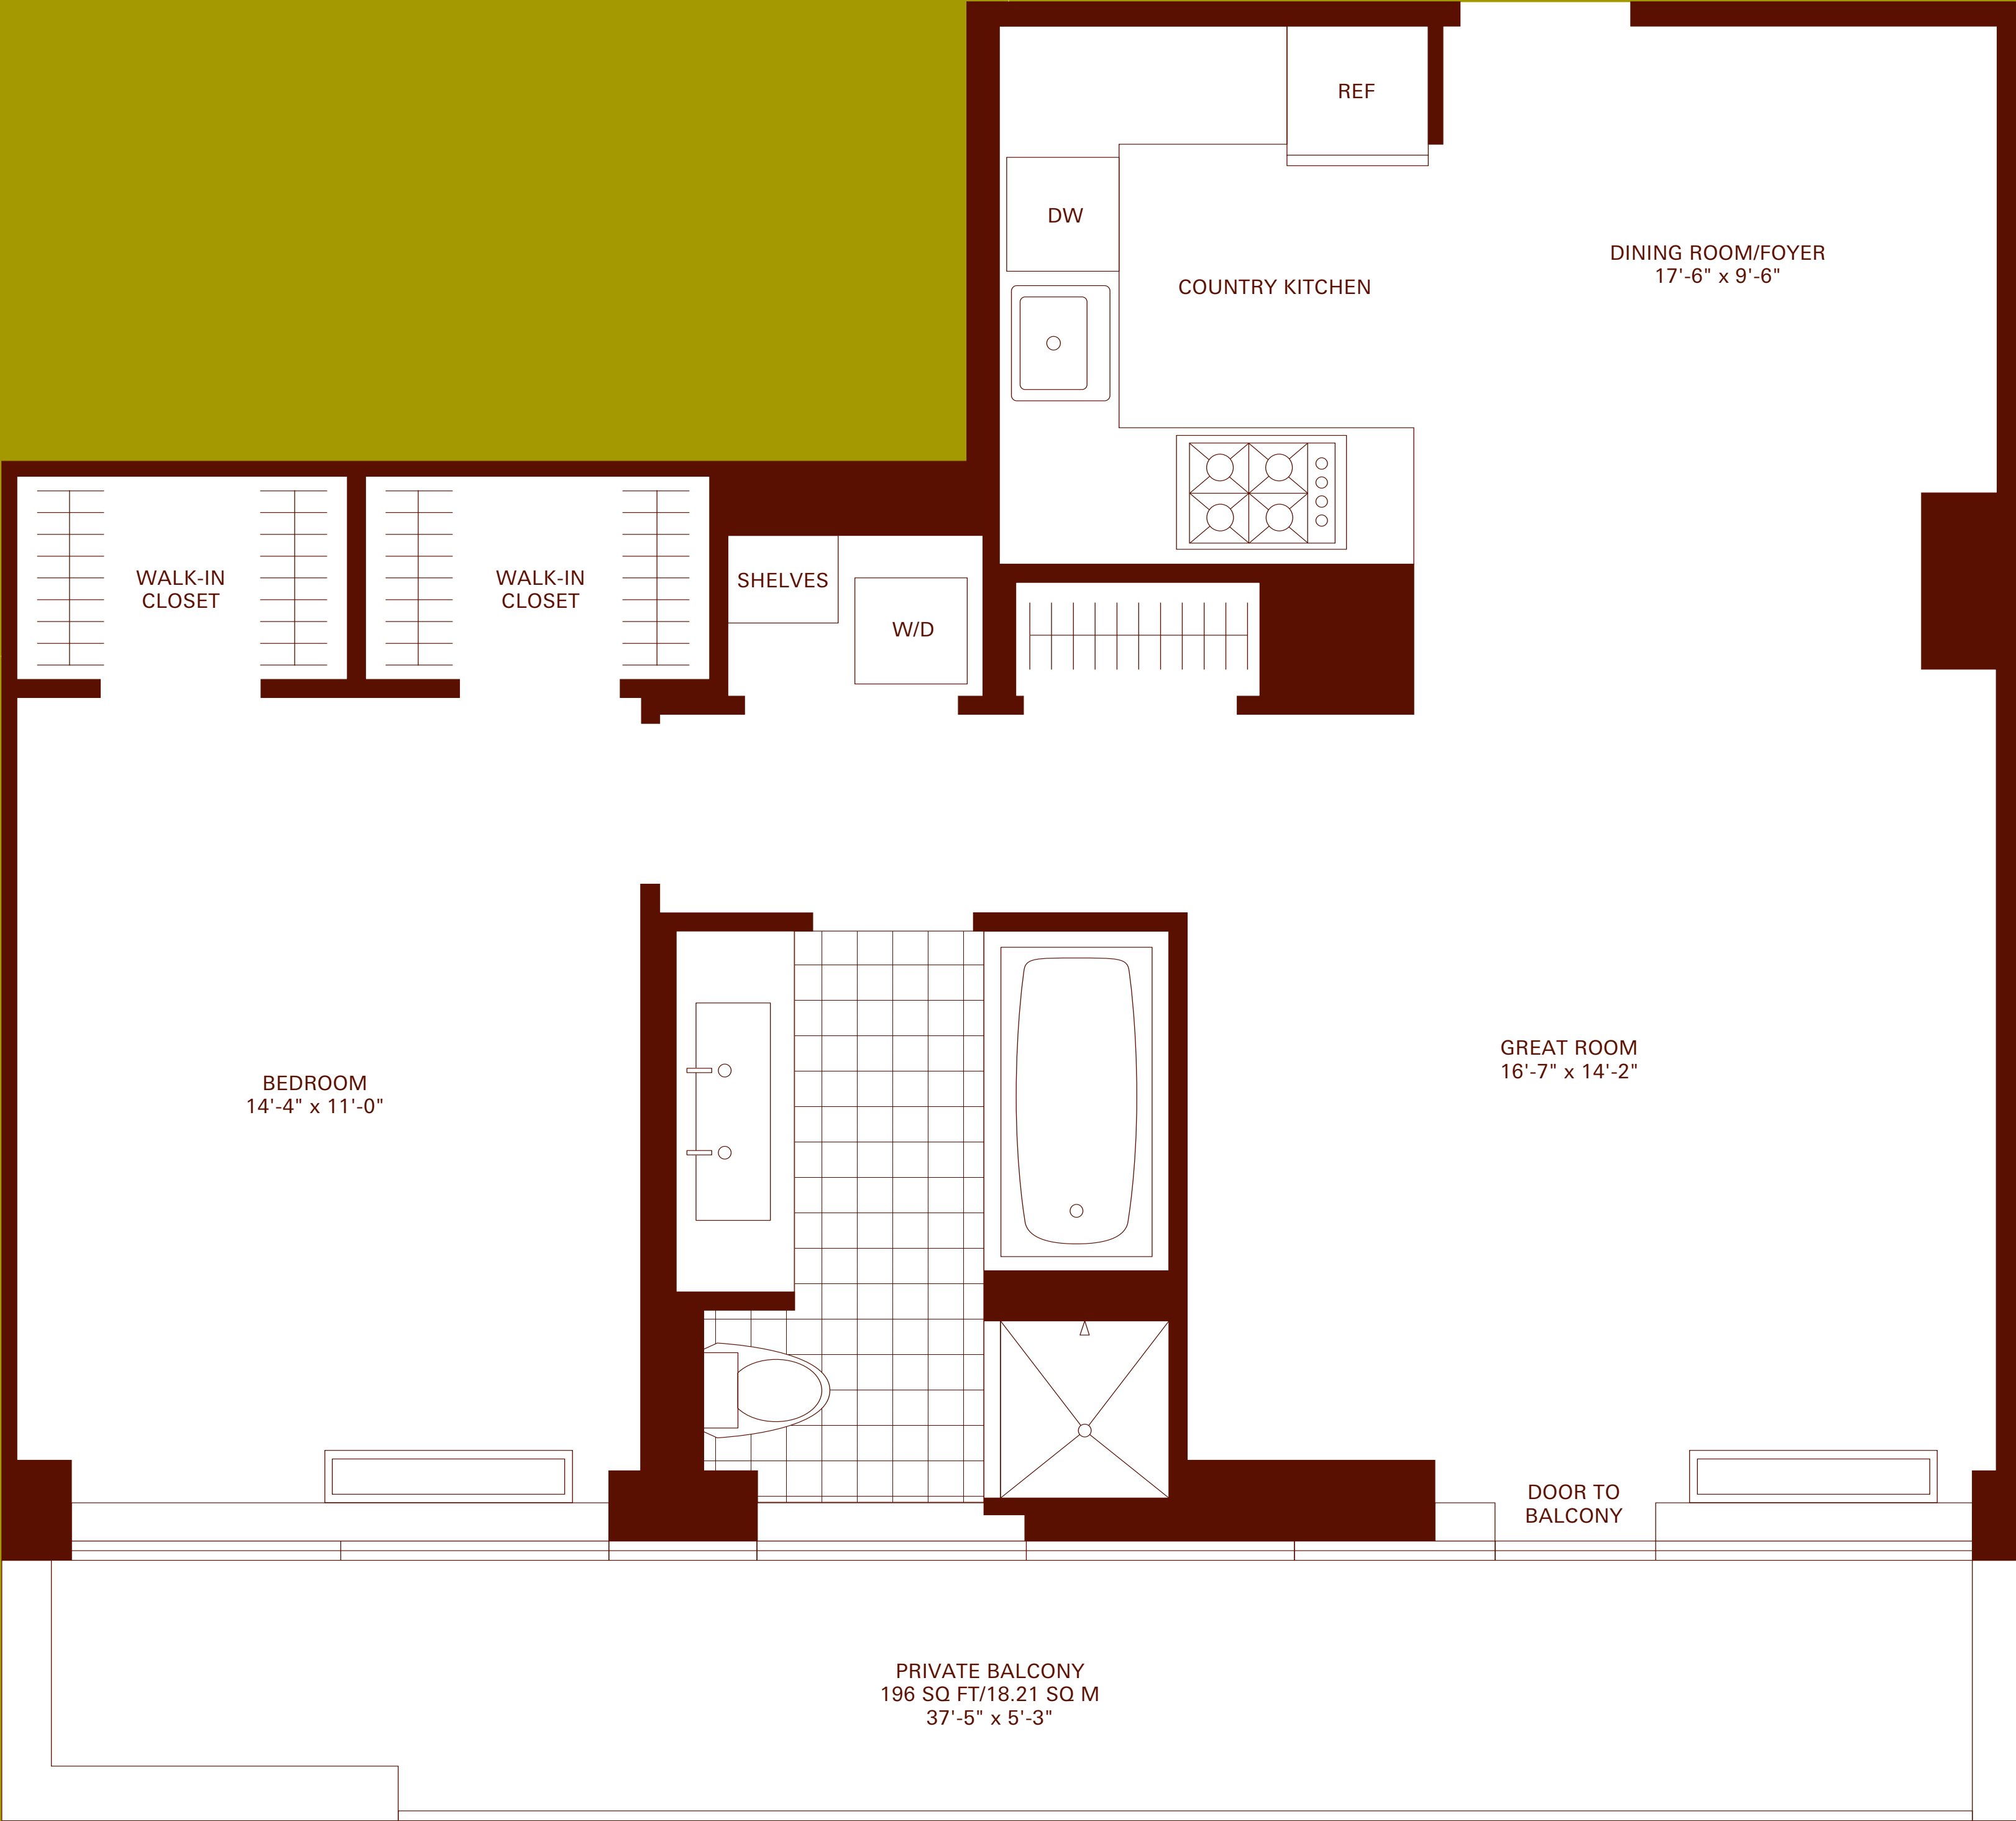 REF
DW
DINING ROOM/FOYER
17'-6" x 9'-6"
COUNTRY KITCHEN
WALK-IN
CLOSET
WALK-IN
CLOSET
SHELVES
W/D
BEDROOM
14'-4" x 11'-0"
GREAT ROOM
16'-7" x 14'-2"
DOOR TO
BALCONY
PRIVATE BALCONY
196 SQ FT/18.21 SQ M
37'-5" x 5'-3"